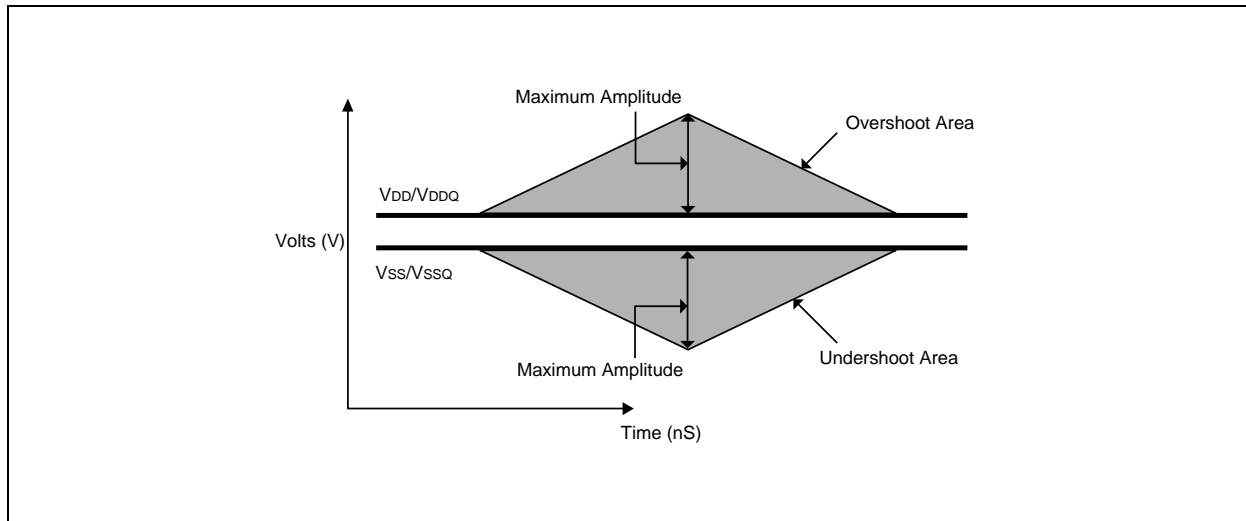 Maximum Amplitude
Overshoot Area
VDD/VDDQ
Volts (V)
VSS/VSSQ
Undershoot Area
Maximum Amplitude
Time (nS)